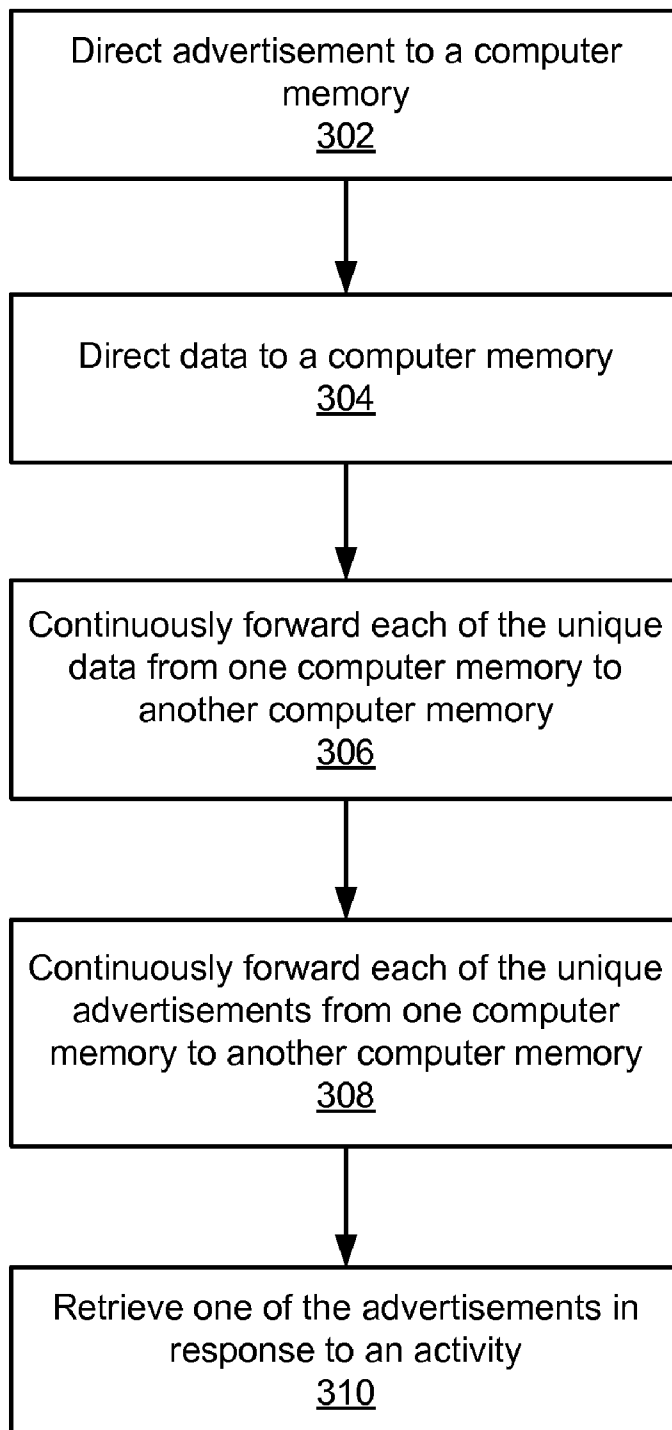 Direct advertisement to a computer
memory
302
Direct data to a computer memory
304
Continuously forward each of the unique
data from one computer memory to
another computer memory
306
Continuously forward each of the unique
advertisements from one computer
memory to another computer memory
308
Retrieve one of the advertisements in
response to an activity
310